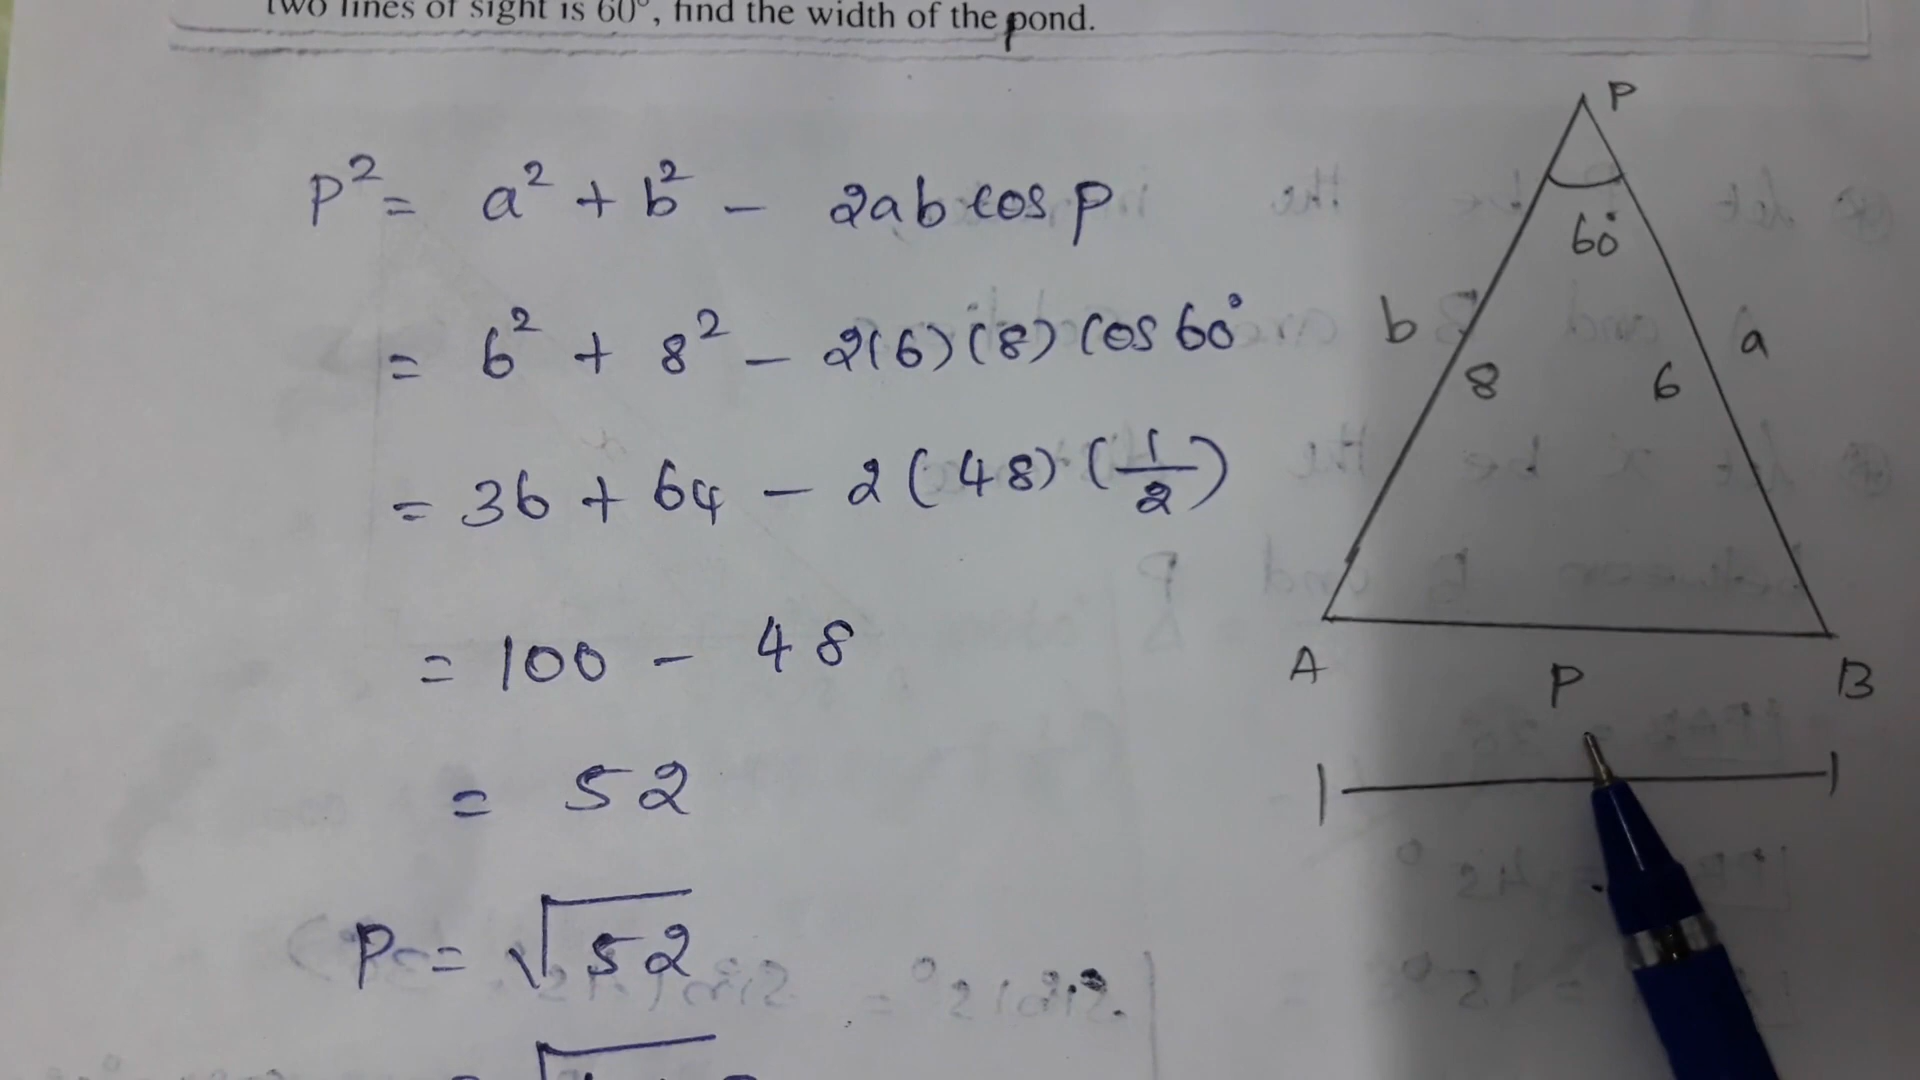 two lines of sight is 60°, find the width of the pond.
P² = a² + b² - 2ab cos P
= 6² + 8² - 2(6)(8) cos 60°
= 36 + 64 - 2(48)(1/2)
= 100 - 48
= 52
P = √52
P
60°
b
a
8
6
A
P
B